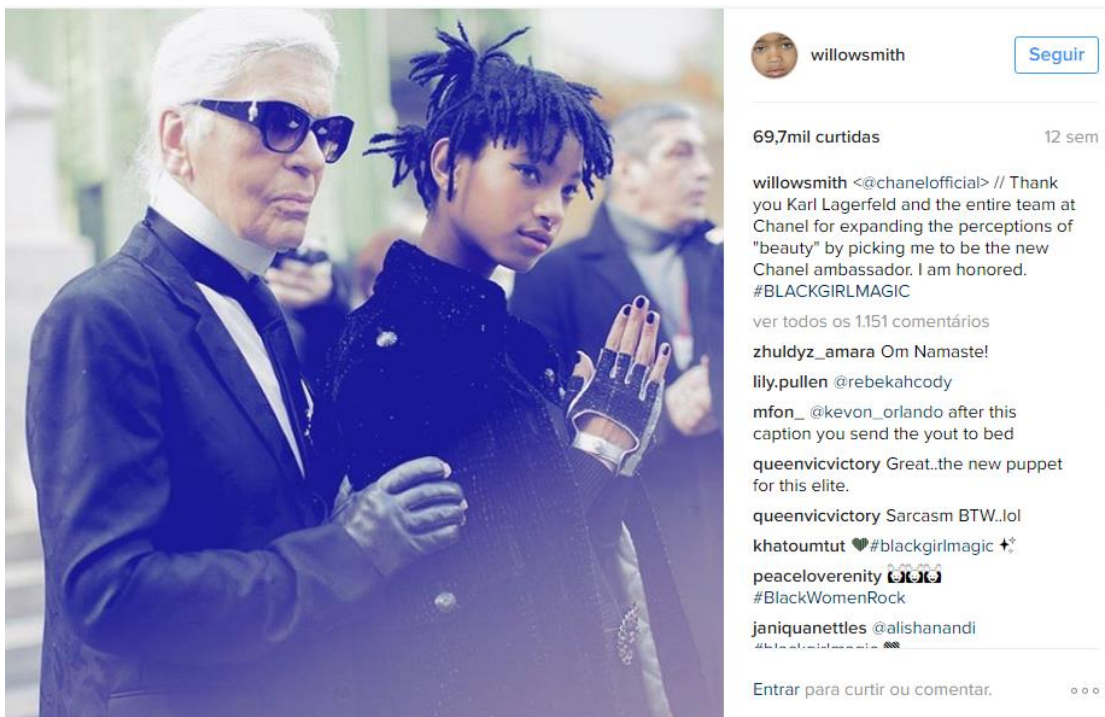 willowsmith
Seguir
69,7mil curtidas
12 sem
willowsmith <@chanelofficial> // Thank
you Karl Lagerfeld and the entire team at
Chanel for expanding the perceptions of
"beauty" by picking me to be the new
Chanel ambassador. I am honored.
#BLACKGIRLMAGIC
ver todos os 1.151 comentários
zhuldyz_amara Om Namaste!
lily.pullen @rebekahcody
mfon_ @kevon_orlando after this
caption you send the yout to bed
queenvicvictory Great..the new puppet
for this elite.
queenvicvictory Sarcasm BTW..lol
khatoumtut #blackgirlmagic
peaceloverenity
#BlackWomenRock
janiquanettles @alishanandi
#blackgirlmagic
Entrar para curtir ou comentar.